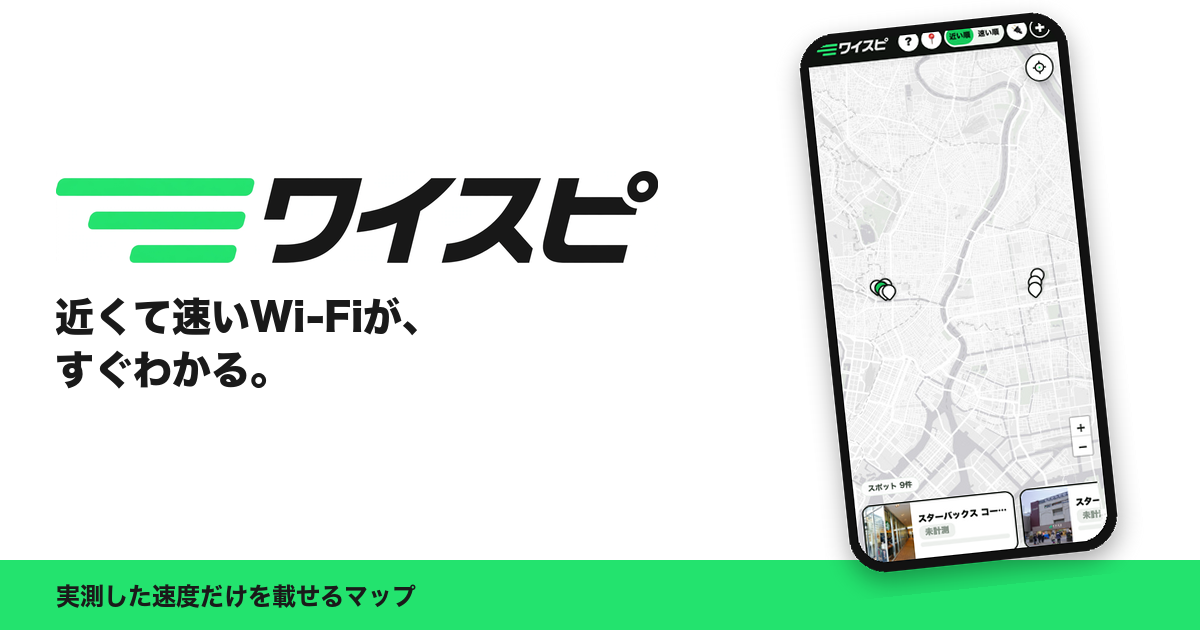 ワイスピ
近くて速いWi-Fiが、
すぐわかる。
実測した速度だけを載せるマップ
ワイスピ ? 近い順 速い順 +
+
−
スポット 9件
スターバックス コー…
未計測
スター
未計測